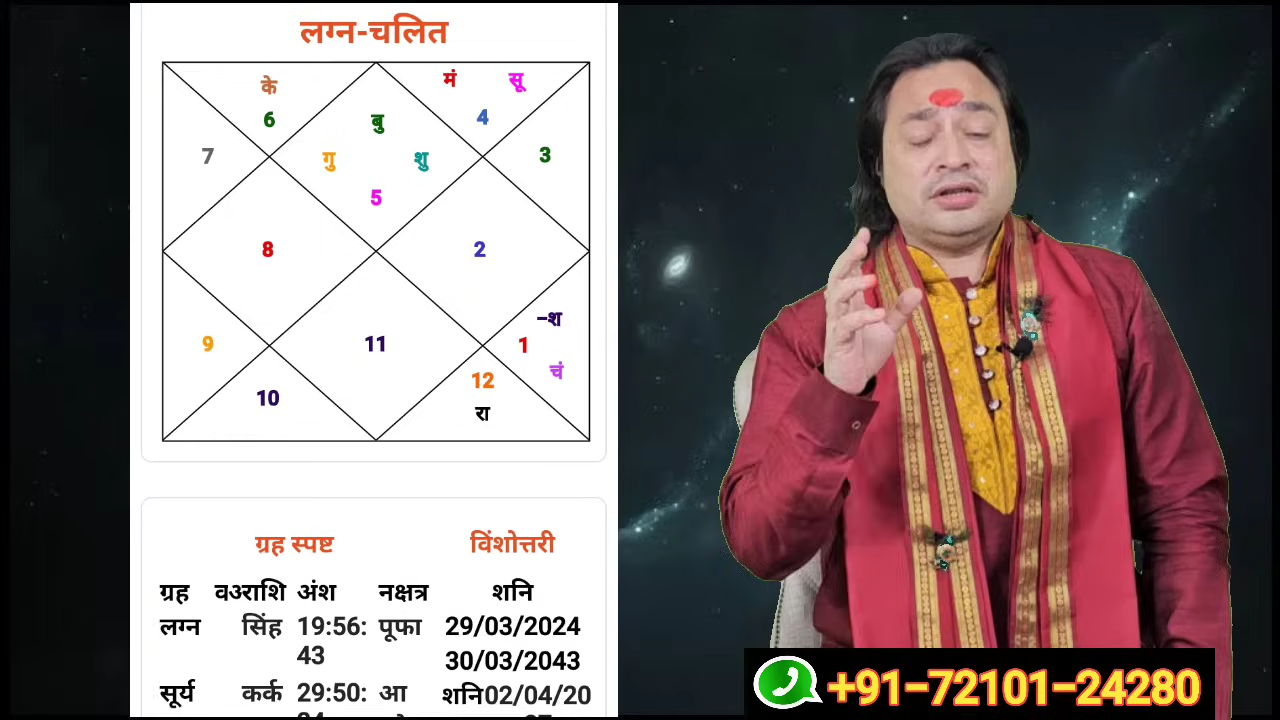 लग्न-चलित
के
मं सू
6
बु
4
7
गु
शु
3
5
8
2
–श
9
11
1
चं
12
10
रा
ग्रह स्पष्ट
विंशोत्तरी
ग्रह राशि अंश नक्षत्र शनि
लग्न सिंह 19:56: पूफा 29/03/2024
43 30/03/2043
सूर्य कर्क 29:50: आ शनि02/04/20
+91–72101–24280